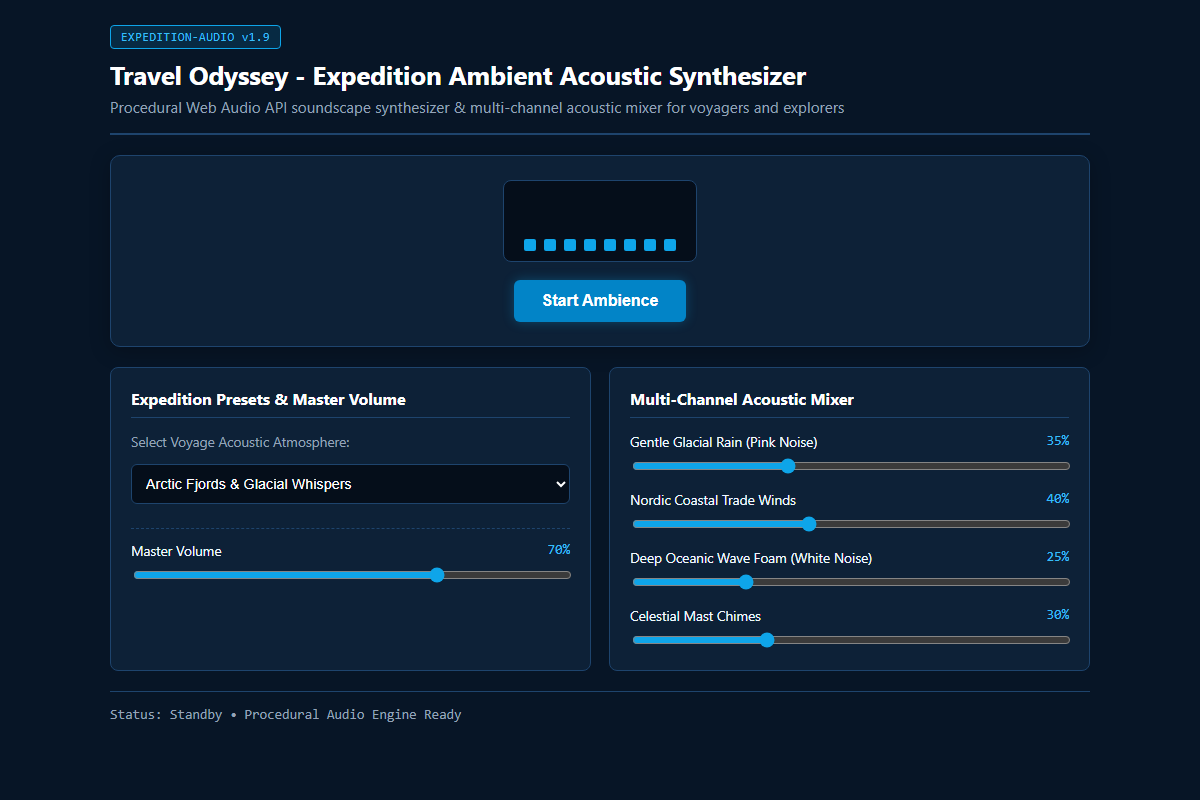 EXPEDITION-AUDIO v1.9
Travel Odyssey - Expedition Ambient Acoustic Synthesizer
Procedural Web Audio API soundscape synthesizer & multi-channel acoustic mixer for voyagers and explorers
Start Ambience
Expedition Presets & Master Volume
Select Voyage Acoustic Atmosphere:
Arctic Fjords & Glacial Whispers
Master Volume 70%
Multi-Channel Acoustic Mixer
Gentle Glacial Rain (Pink Noise) 35%
Nordic Coastal Trade Winds 40%
Deep Oceanic Wave Foam (White Noise) 25%
Celestial Mast Chimes 30%
Status: Standby • Procedural Audio Engine Ready